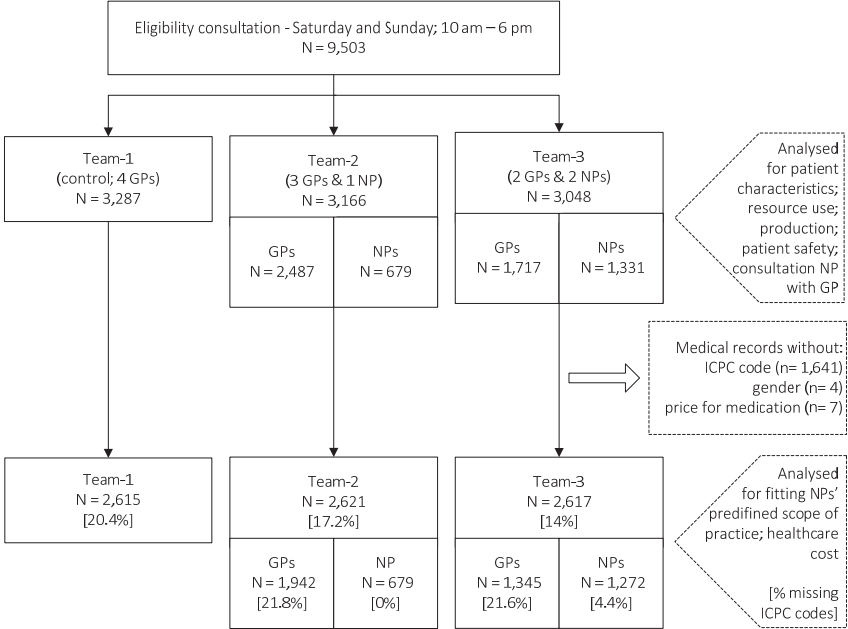 Eligibility consultation - Saturday and Sunday; 10 am – 6 pm
N = 9,503
Team-1
(control; 4 GPs)
N = 3,287
Team-2
(3 GPs & 1 NP)
N = 3,166
GPs
N = 2,487
NPs
N = 679
Team-3
(2 GPs & 2 NPs)
N = 3,048
GPs
N = 1,717
NPs
N = 1,331
Analysed
for patient
characteristics;
resource use;
production;
patient safety;
consultation NP
with GP
Medical records without:
ICPC code (n= 1,641)
gender (n= 4)
price for medication (n= 7)
Team-1
N = 2,615
[20.4%]
Team-2
N = 2,621
[17.2%]
GPs
N = 1,942
[21.8%]
NP
N = 679
[0%]
Team-3
N = 2,617
[14%]
GPs
N = 1,345
[21.6%]
NPs
N = 1,272
[4.4%]
Analysed
for fitting NPs’
predifined scope of
practice; healthcare
cost
[% missing
ICPC codes]